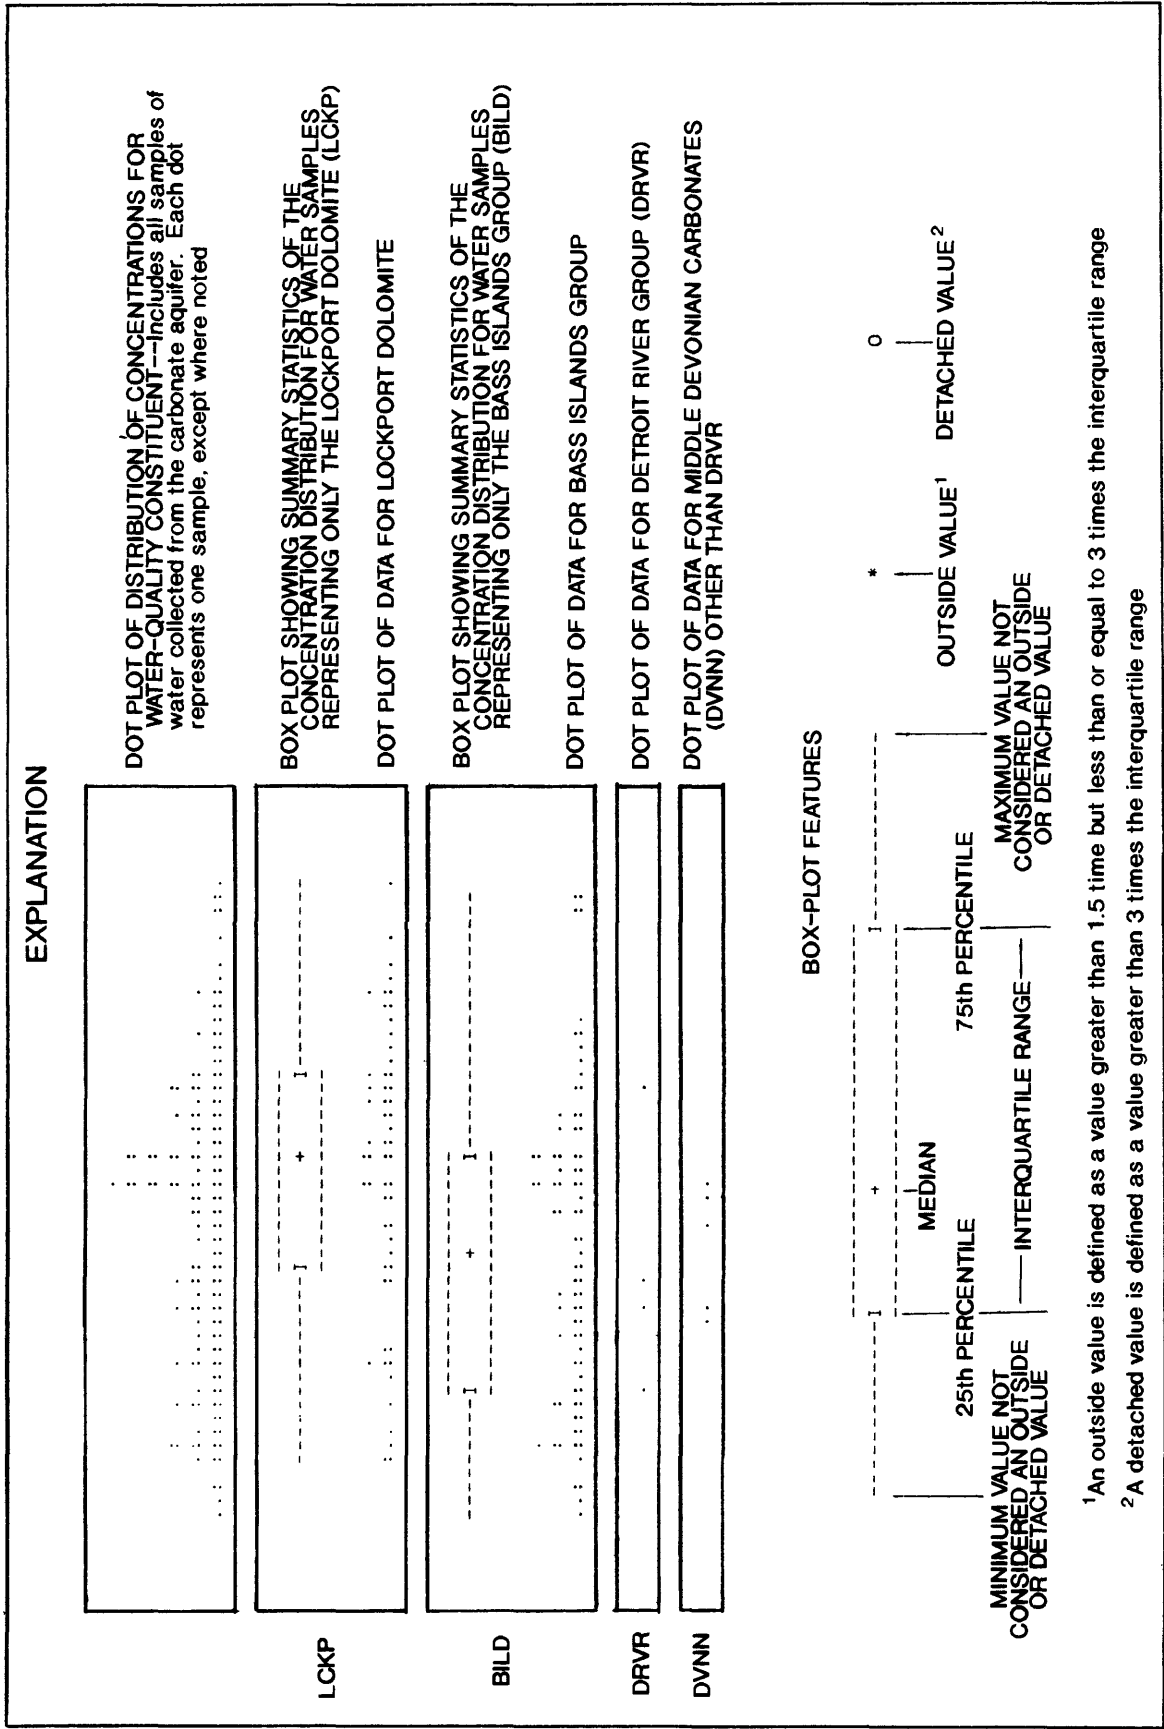 EXPLANATION
DOT PLOT OF DISTRIBUTION OF CONCENTRATIONS FOR
WATER-QUALITY CONSTITUENT--Includes all samples of
water collected from the carbonate aquifer. Each dot
represents one sample, except where noted
LCKP
BOX PLOT SHOWING SUMMARY STATISTICS OF THE
CONCENTRATION DISTRIBUTION FOR WATER SAMPLES
REPRESENTING ONLY THE LOCKPORT DOLOMITE (LCKP)
DOT PLOT OF DATA FOR LOCKPORT DOLOMITE
BILD
BOX PLOT SHOWING SUMMARY STATISTICS OF THE
CONCENTRATION DISTRIBUTION FOR WATER SAMPLES
REPRESENTING ONLY THE BASS ISLANDS GROUP (BILD)
DOT PLOT OF DATA FOR BASS ISLANDS GROUP
DRVR
DOT PLOT OF DATA FOR DETROIT RIVER GROUP (DRVR)
DVNN
DOT PLOT OF DATA FOR MIDDLE DEVONIAN CARBONATES
(DVNN) OTHER THAN DRVR
BOX-PLOT FEATURES
MEDIAN
OUTSIDE VALUE1
DETACHED VALUE2
25th PERCENTILE
75th PERCENTILE
INTERQUARTILE RANGE
MINIMUM VALUE NOT
CONSIDERED AN OUTSIDE
OR DETACHED VALUE
MAXIMUM VALUE NOT
CONSIDERED AN OUTSIDE
OR DETACHED VALUE
1An outside value is defined as a value greater than 1.5 time but less than or equal to 3 times the interquartile range
2A detached value is defined as a value greater than 3 times the interquartile range